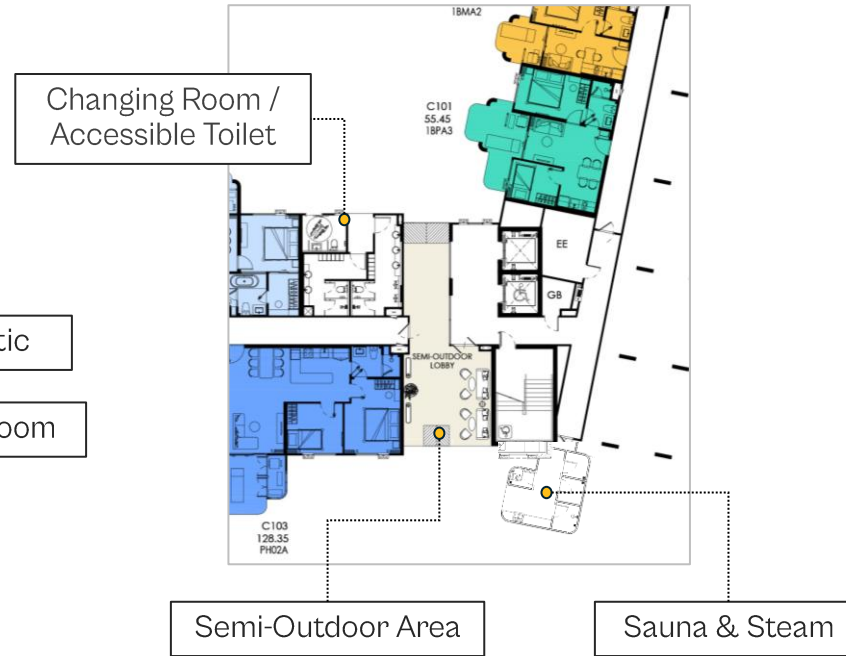 1BMA2
Changing Room /
Accessible Toilet
C101
55.45
1BPA3
EE
GB
tic
SEMI-OUTDOOR
LOBBY
oom
C103
128.35
PH02A
Semi-Outdoor Area
Sauna & Steam